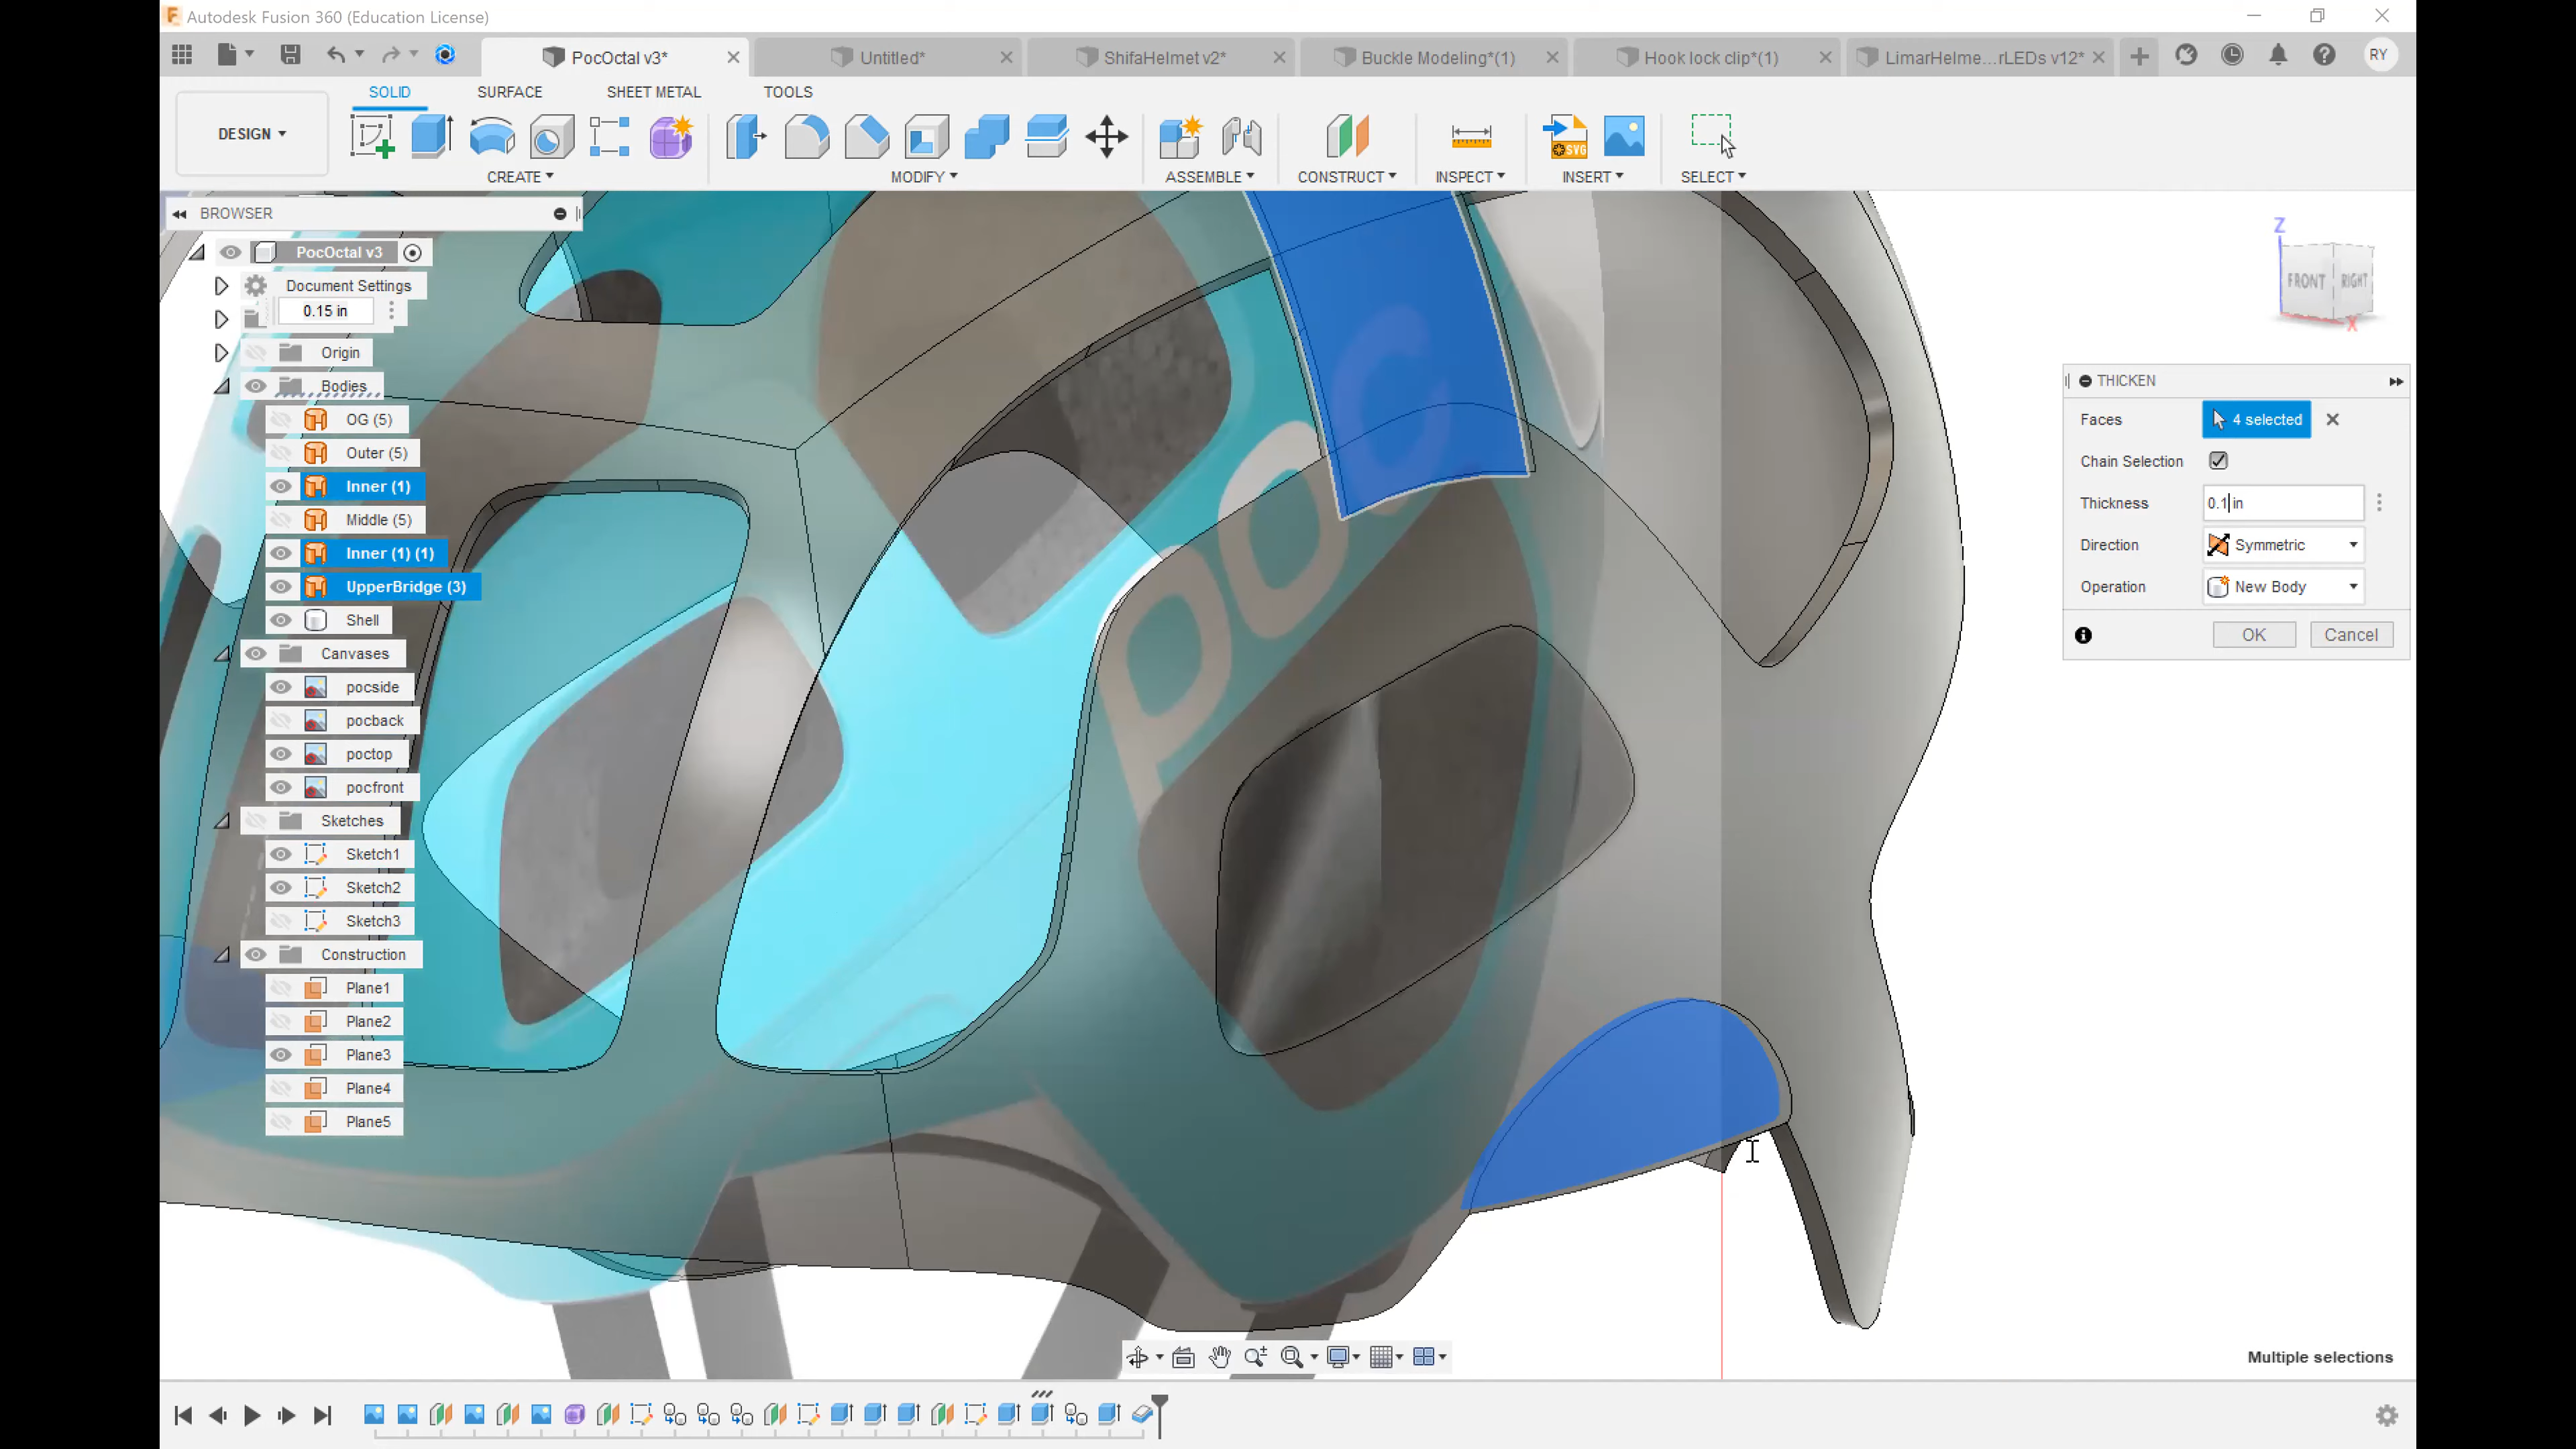 Autodesk Fusion 360 (Education License)
PocOctal v3*
Untitled*
ShifaHelmet v2*
Buckle Modeling*(1)
Hook lock clip*(1)
LimarHelme...rLEDs v12*
RY
SOLID
SURFACE
SHEET METAL
TOOLS
DESIGN
SVG
CREATE
MODIFY
ASSEMBLE
CONSTRUCT
INSPECT
INSERT
SELECT
BROWSER
PocOctal v3
Document Settings
0.15 in
Origin
Bodies
OG (5)
Outer (5)
Inner (1)
Middle (5)
Inner (1) (1)
UpperBridge (3)
Shell
Canvases
pocside
pocback
poctop
pocfront
Sketches
Sketch1
Sketch2
Sketch3
Construction
Plane1
Plane2
Plane3
Plane4
Plane5
poc
Z
FRONT
RIGHT
X
THICKEN
Faces
4 selected
Chain Selection
Thickness
0.1 in
Direction
Symmetric
Operation
New Body
OK
Cancel
Multiple selections